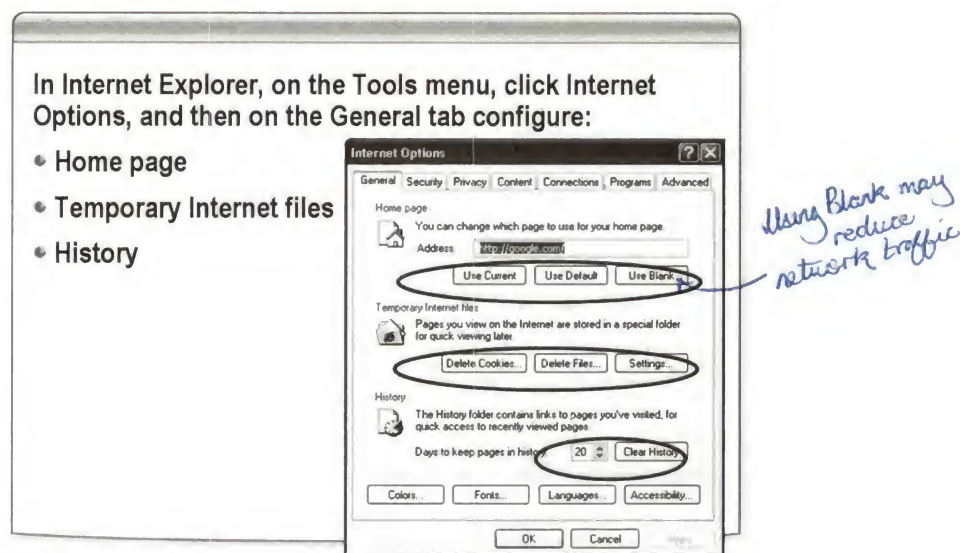 In Internet Explorer, on the Tools menu, click Internet
Options, and then on the General tab configure:
Home page
Temporary Internet files
History
Internet Options
General Security Privacy Content Connections Programs Advanced
Home page
You can change which page to use for your home page.
Address: http://google.com/
Use Current Use Default Use Blank
Temporary Internet files
Pages you view on the Internet are stored in a special folder
for quick viewing later.
Delete Cookies... Delete Files... Settings...
History
The History folder contains links to pages you've visited, for
quick access to recently viewed pages.
Days to keep pages in history: 20 Clear History
Colors... Fonts... Languages... Accessibility...
OK Cancel Apply
Using Blank may
reduce
network traffic